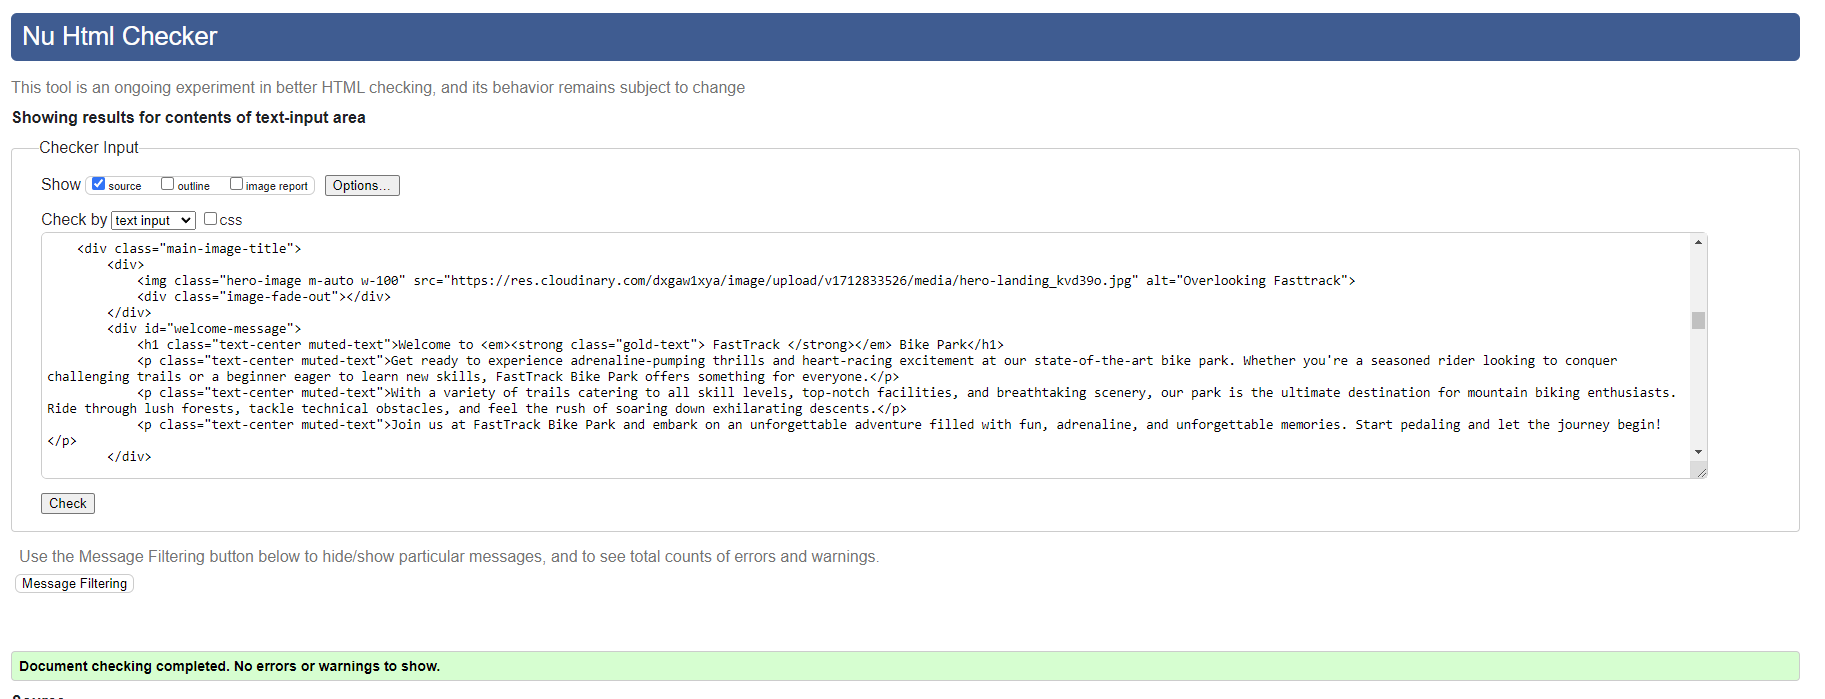 Nu Html Checker
This tool is an ongoing experiment in better HTML checking, and its behavior remains subject to change
Showing results for contents of text-input area
Checker Input
Show source outline image report Options...
Check by text input css
<div class="main-image-title">
<div>
<img class="hero-image m-auto w-100" src="https://res.cloudinary.com/dxgaw1xya/image/upload/v1712833526/media/hero-landing_kvd39o.jpg" alt="Overlooking Fasttrack">
<div class="image-fade-out"></div>
</div>
<div id="welcome-message">
<h1 class="text-center muted-text">Welcome to <em><strong class="gold-text"> FastTrack </strong></em> Bike Park</h1>
<p class="text-center muted-text">Get ready to experience adrenaline-pumping thrills and heart-racing excitement at our state-of-the-art bike park. Whether you're a seasoned rider looking to conquer
challenging trails or a beginner eager to learn new skills, FastTrack Bike Park offers something for everyone.</p>
<p class="text-center muted-text">With a variety of trails catering to all skill levels, top-notch facilities, and breathtaking scenery, our park is the ultimate destination for mountain biking enthusiasts.
Ride through lush forests, tackle technical obstacles, and feel the rush of soaring down exhilarating descents.</p>
<p class="text-center muted-text">Join us at FastTrack Bike Park and embark on an unforgettable adventure filled with fun, adrenaline, and unforgettable memories. Start pedaling and let the journey begin!
</p>
</div>
Check
Use the Message Filtering button below to hide/show particular messages, and to see total counts of errors and warnings.
Message Filtering
Document checking completed. No errors or warnings to show.